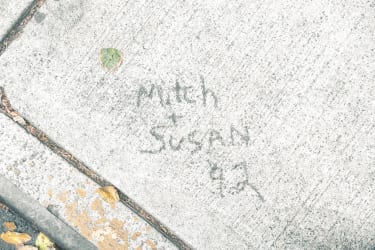 Mitch
+
SUSAN
'92